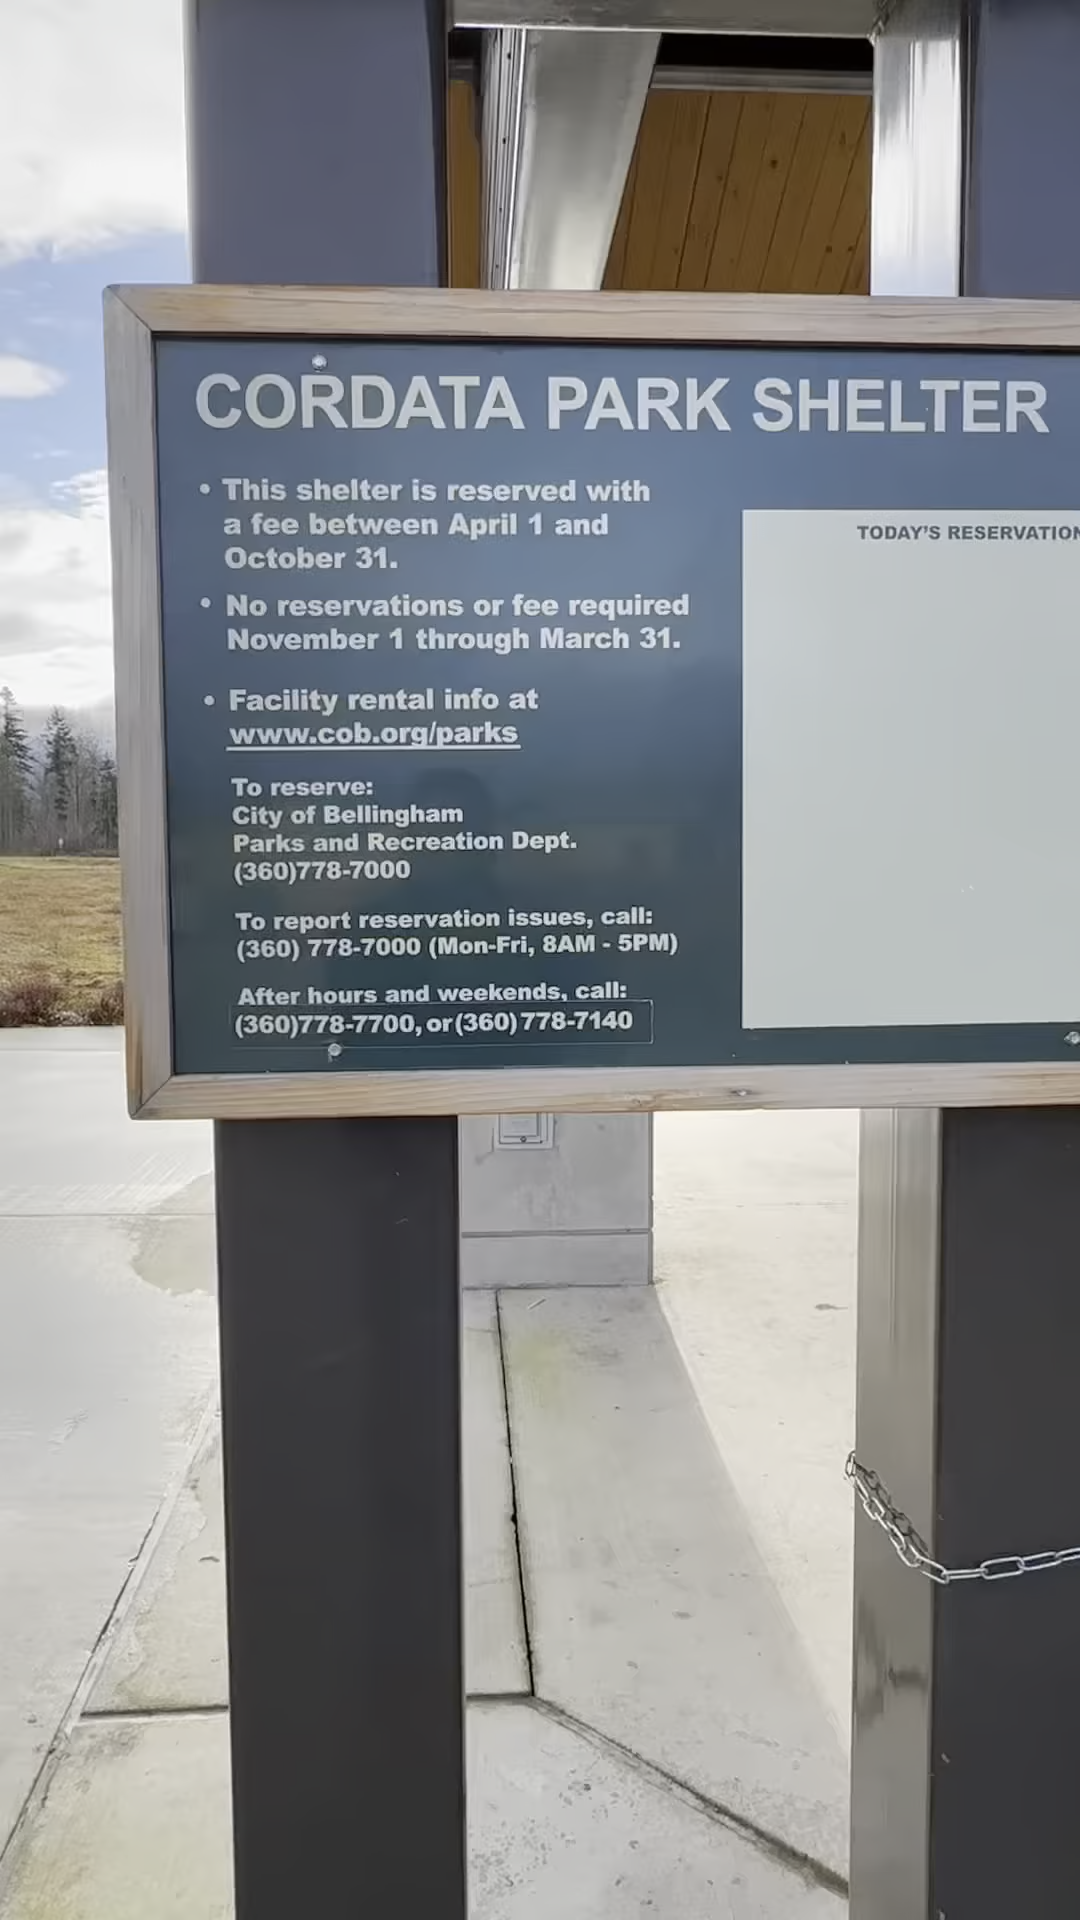 CORDATA PARK SHELTER
• This shelter is reserved with
a fee between April 1 and
October 31.
• No reservations or fee required
November 1 through March 31.
• Facility rental info at
www.cob.org/parks
To reserve:
City of Bellingham
Parks and Recreation Dept.
(360)778-7000
To report reservation issues, call:
(360) 778-7000 (Mon-Fri, 8AM - 5PM)
After hours and weekends, call:
(360)778-7700, or (360) 778-7140
TODAY'S RESERVATION